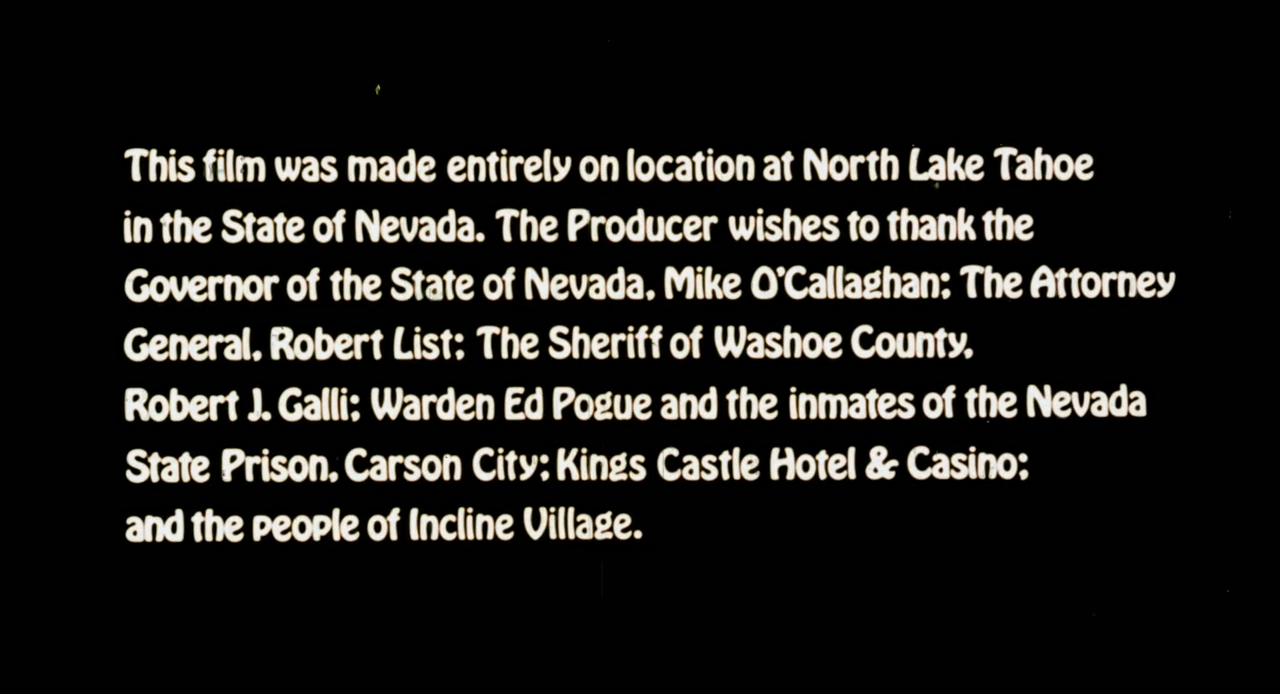 This film was made entirely on location at North Lake Tahoe
in the State of Nevada. The Producer wishes to thank the
Governor of the State of Nevada, Mike O'Callaghan; The Attorney
General, Robert List; The Sheriff of Washoe County,
Robert J. Galli; Warden Ed Pogue and the inmates of the Nevada
State Prison, Carson City; Kings Castle Hotel & Casino;
and the people of Incline Village.